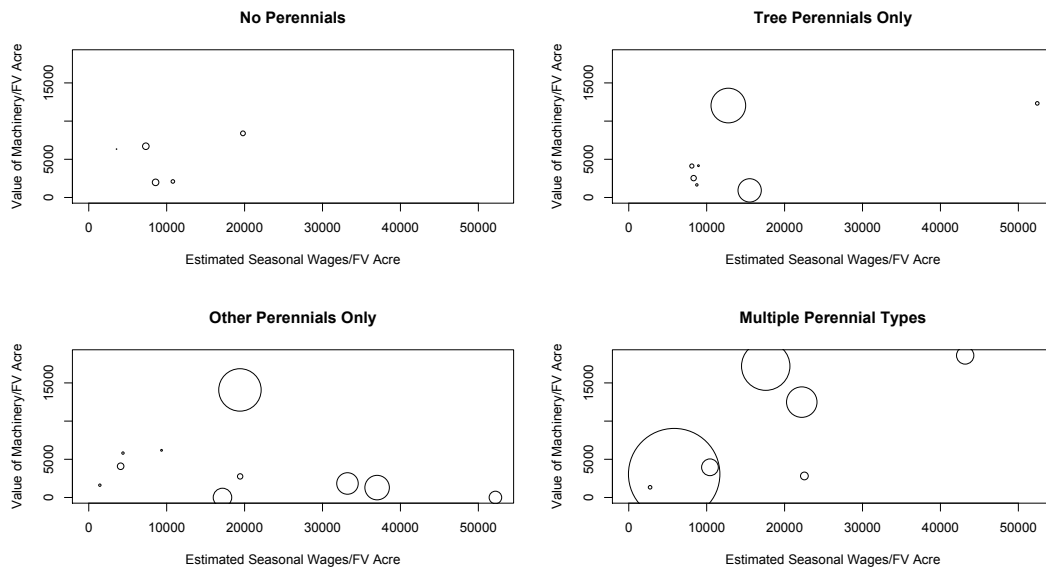 No Perennials
Value of Machinery/FV Acre
15000
5000
0
0 10000 20000 30000 40000 50000
Estimated Seasonal Wages/FV Acre
Tree Perennials Only
Value of Machinery/FV Acre
15000
5000
0
0 10000 20000 30000 40000 50000
Estimated Seasonal Wages/FV Acre
Other Perennials Only
Value of Machinery/FV Acre
15000
5000
0
0 10000 20000 30000 40000 50000
Estimated Seasonal Wages/FV Acre
Multiple Perennial Types
Value of Machinery/FV Acre
15000
5000
0
0 10000 20000 30000 40000 50000
Estimated Seasonal Wages/FV Acre